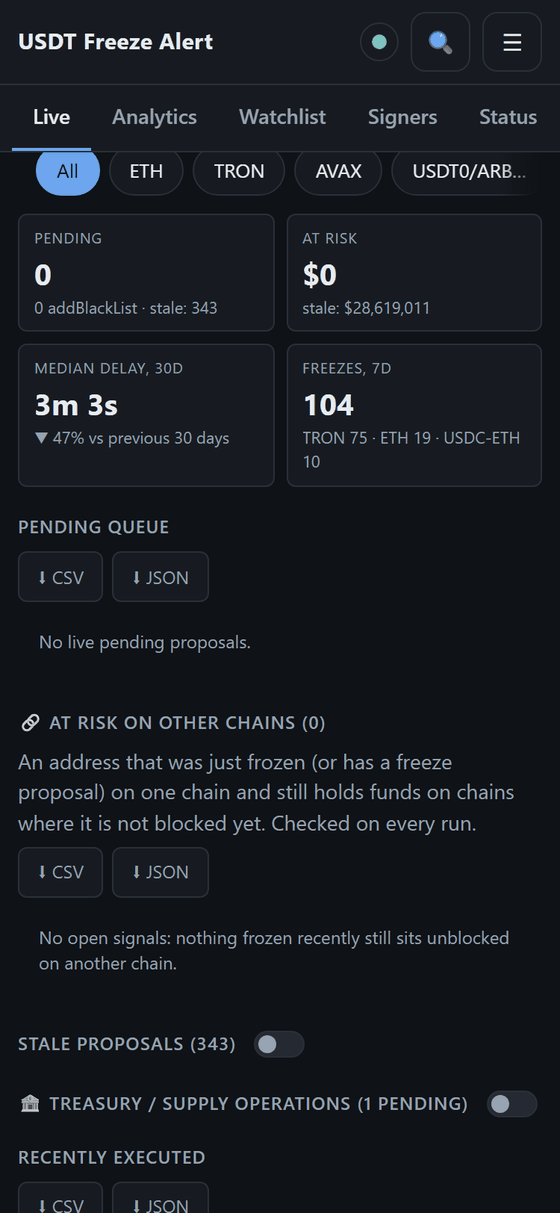 USDT Freeze Alert
Live Analytics Watchlist Signers Status
All ETH TRON AVAX USDT0/ARB...
PENDING
0
0 addBlackList · stale: 343
AT RISK
$0
stale: $28,619,011
MEDIAN DELAY, 30D
3m 3s
▼ 47% vs previous 30 days
FREEZES, 7D
104
TRON 75 · ETH 19 · USDC-ETH
10
PENDING QUEUE
⬇ CSV ⬇ JSON
No live pending proposals.
AT RISK ON OTHER CHAINS (0)
An address that was just frozen (or has a freeze
proposal) on one chain and still holds funds on chains
where it is not blocked yet. Checked on every run.
⬇ CSV ⬇ JSON
No open signals: nothing frozen recently still sits unblocked
on another chain.
STALE PROPOSALS (343)
TREASURY / SUPPLY OPERATIONS (1 PENDING)
RECENTLY EXECUTED
⬇ CSV ⬇ JSON